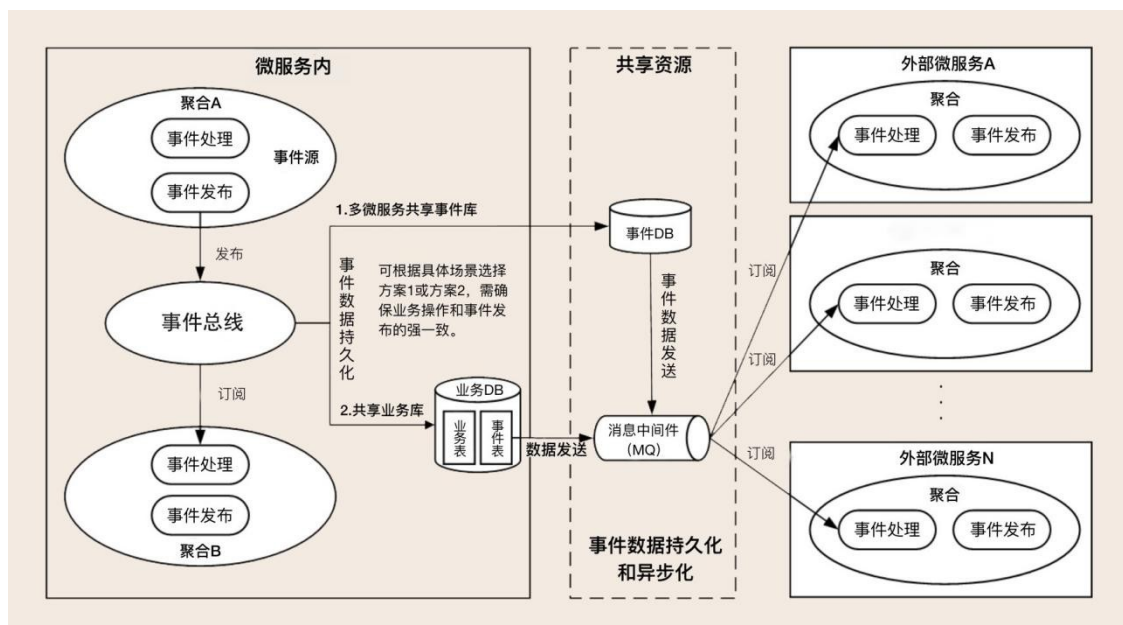 微服务内
聚合A
事件处理
事件源
事件发布
发布
事件总线
订阅
事件处理
事件发布
聚合B
1.多微服务共享事件库
事件数据持久化
可根据具体场景选择
方案1或方案2，需确
保业务操作和事件发
布的强一致。
2.共享业务库
业务DB
业务表
事件表
数据发送
共享资源
事件DB
事件数据发送
消息中间件
（MQ）
事件数据持久化
和异步化
订阅
订阅
订阅
外部微服务A
聚合
事件处理
事件发布
聚合
事件处理
事件发布
外部微服务N
聚合
事件处理
事件发布